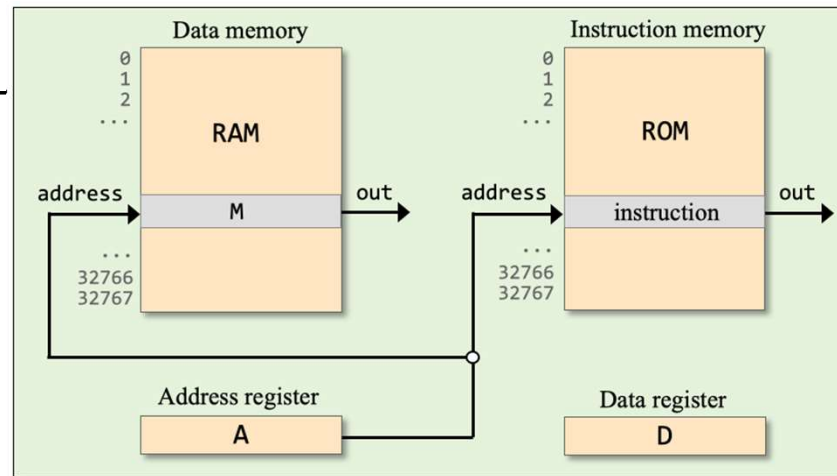 Data memory
0
1
2
...
RAM
address
M
out
...
32766
32767
Instruction memory
0
1
2
...
ROM
address
instruction
out
...
32766
32767
Address register
A
Data register
D